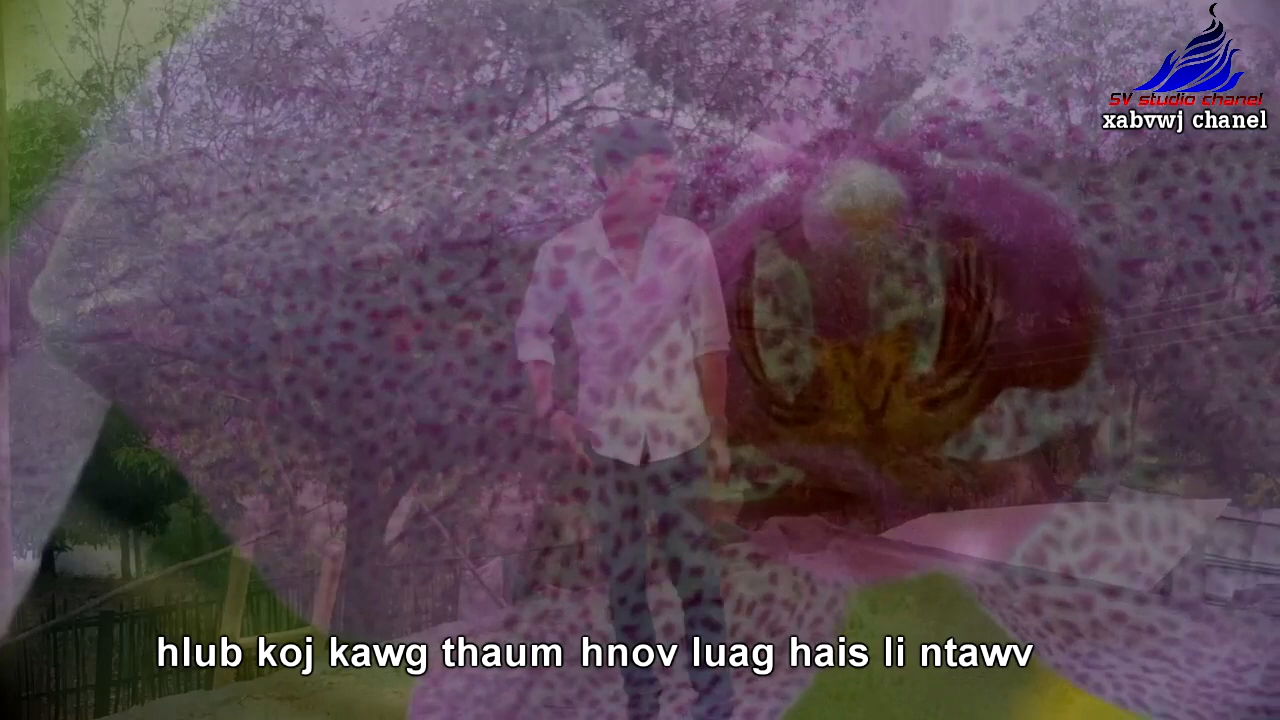 SV studio chanel
xabvwj chanel
hlub koj kawg thaum hnov luag hais li ntawv